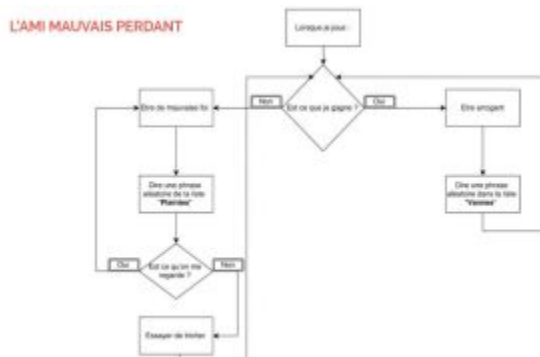 L'AMI MAUVAIS PERDANT
Lorsque je joue :
Est ce que je gagne ?
Non
Oui
Etre de mauvaise foi
Etre arrogant
Dire une phrase
aléatoire de la liste
"Plaintes"
Dire une phrase
aléatoire dans la liste
"Vannes"
Est ce qu'on me
regarde ?
Oui
Non
Essayer de tricher